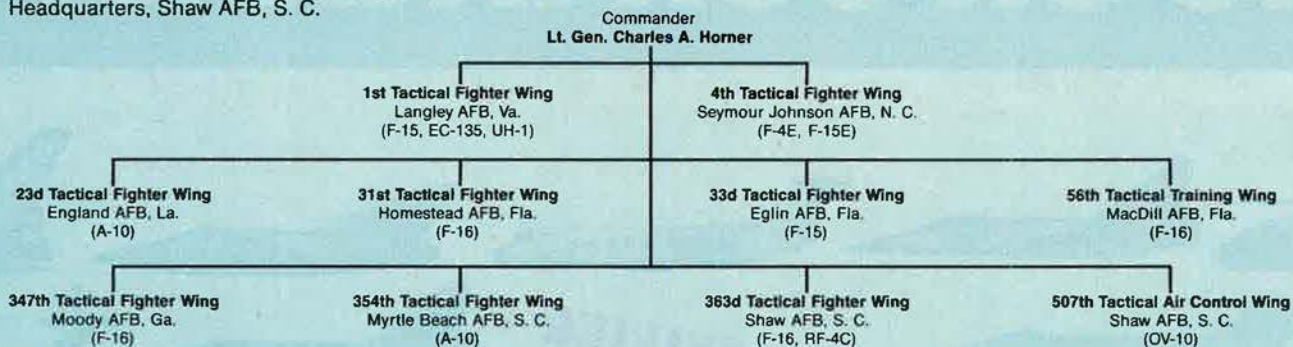 Headquarters, Shaw AFB, S. C.
Commander
Lt. Gen. Charles A. Horner
1st Tactical Fighter Wing
Langley AFB, Va.
(F-15, EC-135, UH-1)
4th Tactical Fighter Wing
Seymour Johnson AFB, N. C.
(F-4E, F-15E)
23d Tactical Fighter Wing
England AFB, La.
(A-10)
31st Tactical Fighter Wing
Homestead AFB, Fla.
(F-16)
33d Tactical Fighter Wing
Eglin AFB, Fla.
(F-15)
56th Tactical Training Wing
MacDill AFB, Fla.
(F-16)
347th Tactical Fighter Wing
Moody AFB, Ga.
(F-16)
354th Tactical Fighter Wing
Myrtle Beach AFB, S. C.
(A-10)
363d Tactical Fighter Wing
Shaw AFB, S. C.
(F-16, RF-4C)
507th Tactical Air Control Wing
Shaw AFB, S. C.
(OV-10)